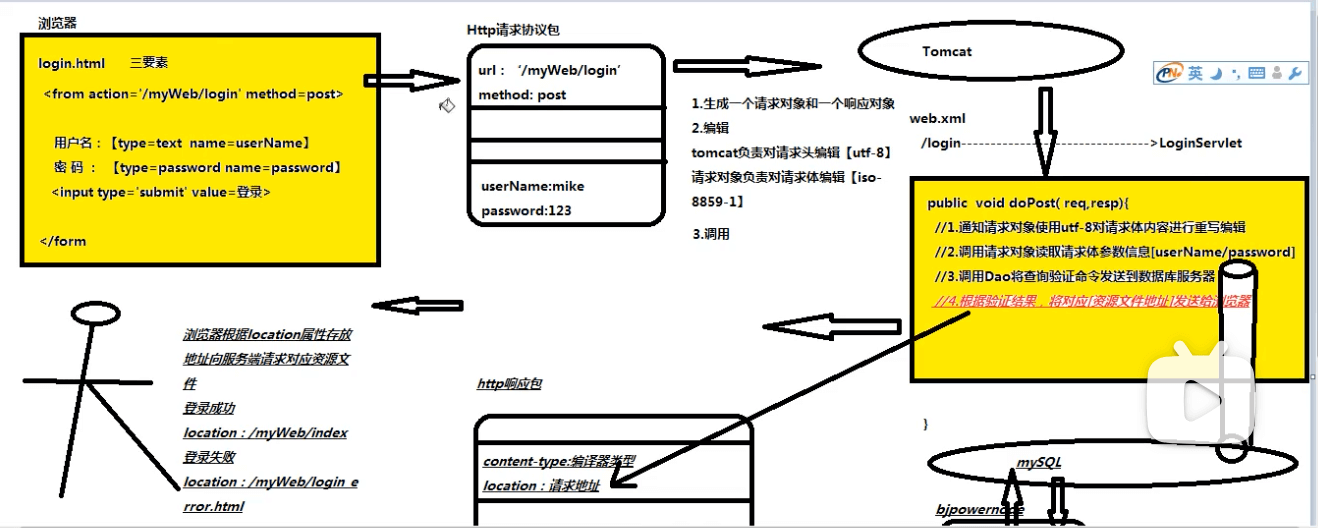 浏览器
login.html 三要素
<from action='/myWeb/login' method=post>
用户名：【type=text name=userName】
密 码 ： 【type=password name=password】
<input type='submit' value=登录>
</form
Http请求协议包
url： '/myWeb/login'
method: post
userName:mike
password:123
1.生成一个请求对象和一个响应对象
2.编辑
tomcat负责对请求头编辑【utf-8】
请求对象负责对请求体编辑【iso-
8859-1】
3.调用
Tomcat
英
web.xml
/login------------------------------>LoginServlet
public void doPost( req,resp){
//1.通知请求对象使用utf-8对请求体内容进行重写编辑
//2.调用请求对象读取请求体参数信息[userName/password]
//3.调用Dao将查询验证命令发送到数据库服务器
//4.根据验证结果，将对应[资源文件地址]发送给浏览器
}
浏览器根据location属性存放
地址向服务端请求对应资源文
件
登录成功
location：/myWeb/index
登录失败
location：/myWeb/login_e
rror.html
http响应包
content-type:编译器类型
location：请求地址
mySQL
bjpowernode